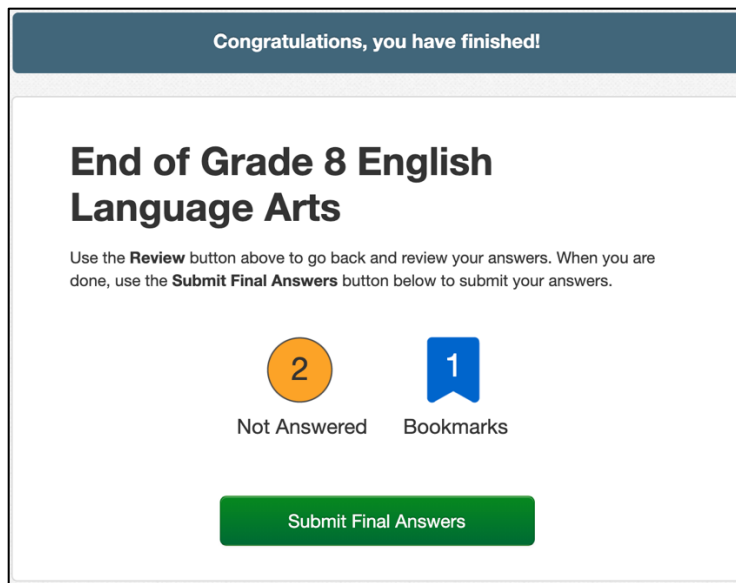 Congratulations, you have finished!
End of Grade 8 English
Language Arts
Use the Review button above to go back and review your answers. When you are
done, use the Submit Final Answers button below to submit your answers.
2
1
Not Answered
Bookmarks
Submit Final Answers